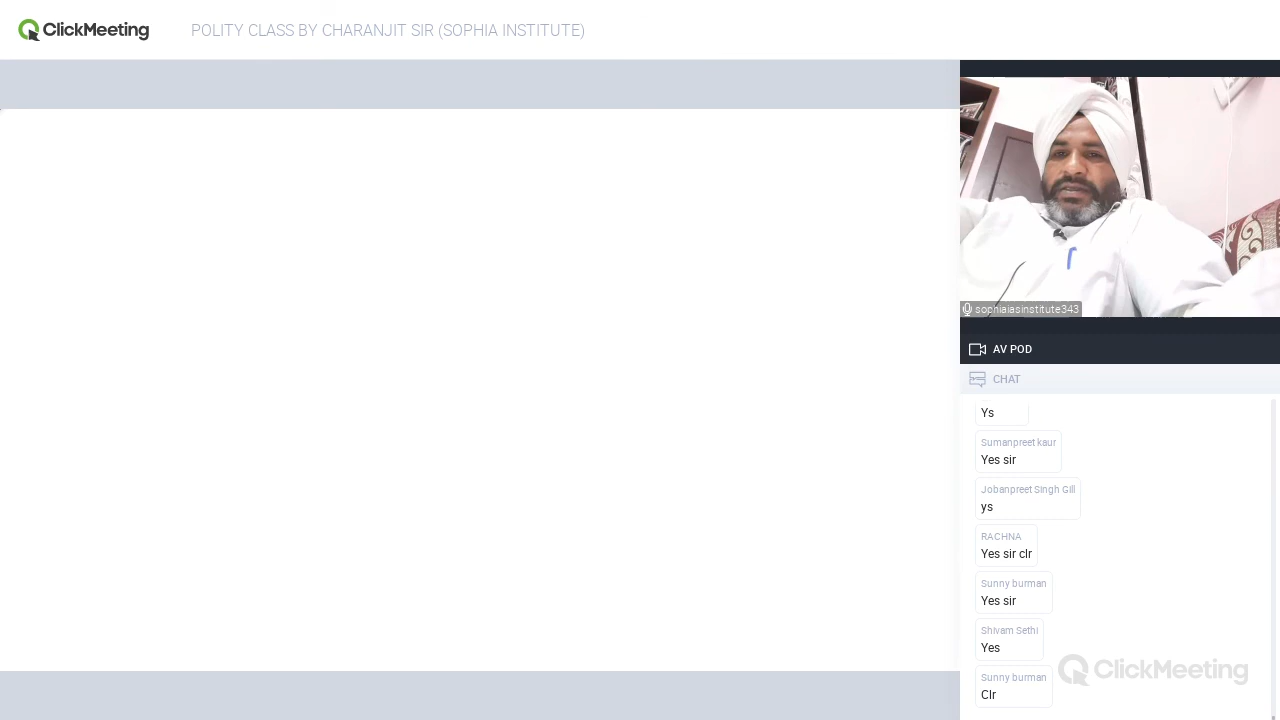 ClickMeeting
POLITY CLASS BY CHARANJIT SIR (SOPHIA INSTITUTE)
sophiaiasinstitute343
AV POD
CHAT
Ys
Sumanpreet kaur
Yes sir
Jobanpreet Singh Gill
ys
RACHNA
Yes sir clr
Sunny burman
Yes sir
Shivam Sethi
Yes
Sunny burman
Clr
ClickMeeting